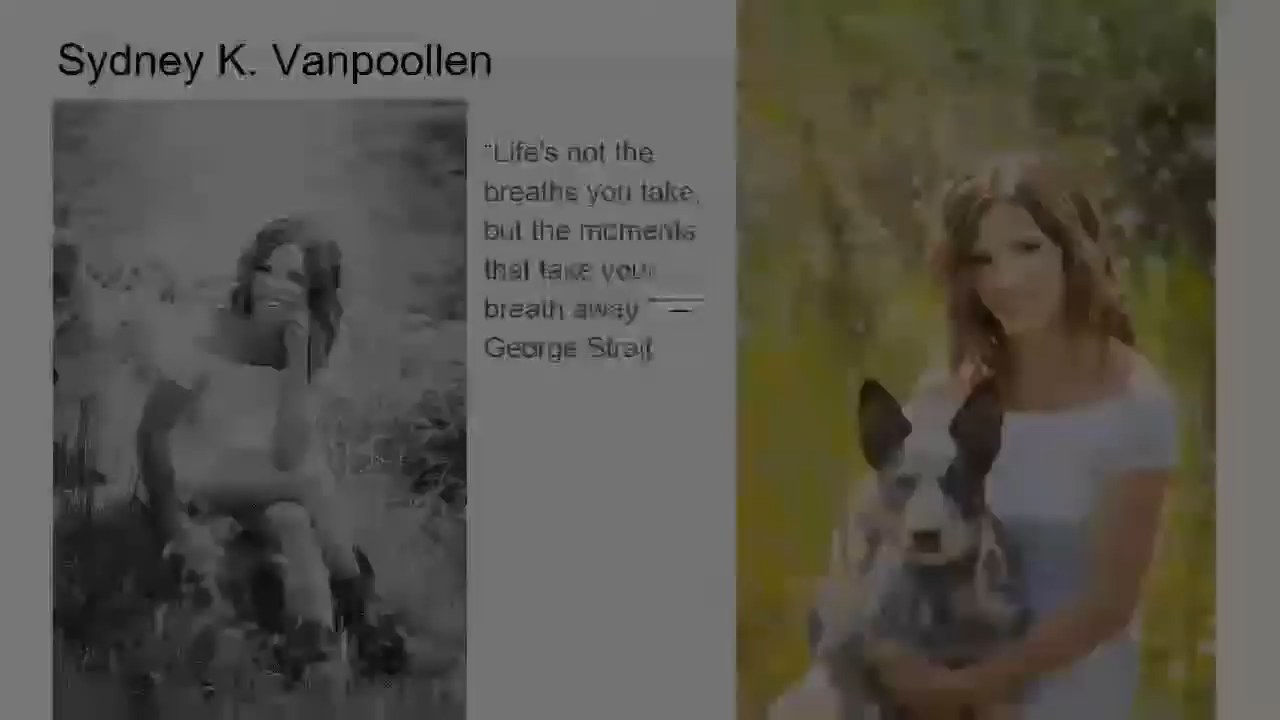 Sydney K. Vanpoollen
"Life's not the
breaths you take,
but the moments
that take your
breath away
George Strait